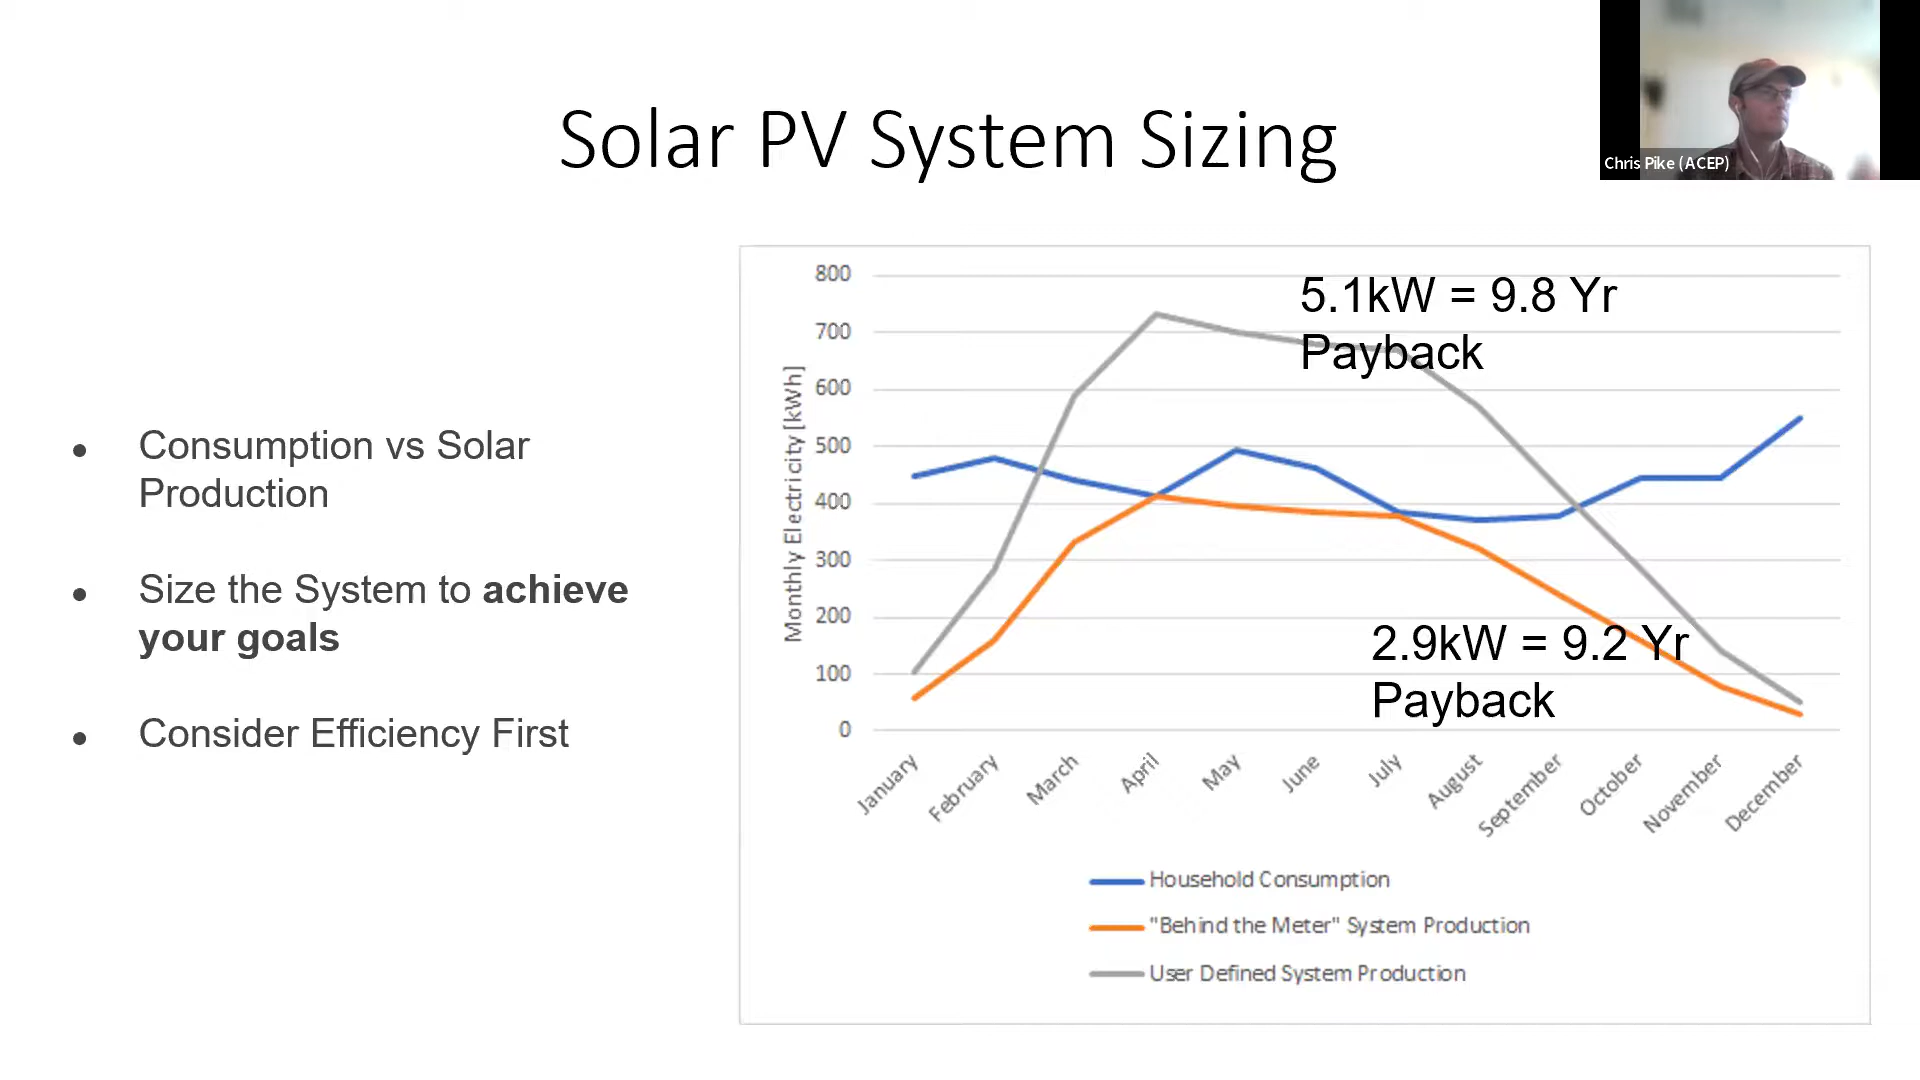 Solar PV System Sizing
Chris Pike (ACEP)
Consumption vs Solar
Production
Size the System to achieve
your goals
Consider Efficiency First
5.1kW = 9.8 Yr
Payback
2.9kW = 9.2 Yr
Payback
Monthly Electricity [kWh]
800
700
600
500
400
300
200
100
0
January
February
March
April
May
June
July
August
September
October
November
December
Household Consumption
"Behind the Meter" System Production
User Defined System Production